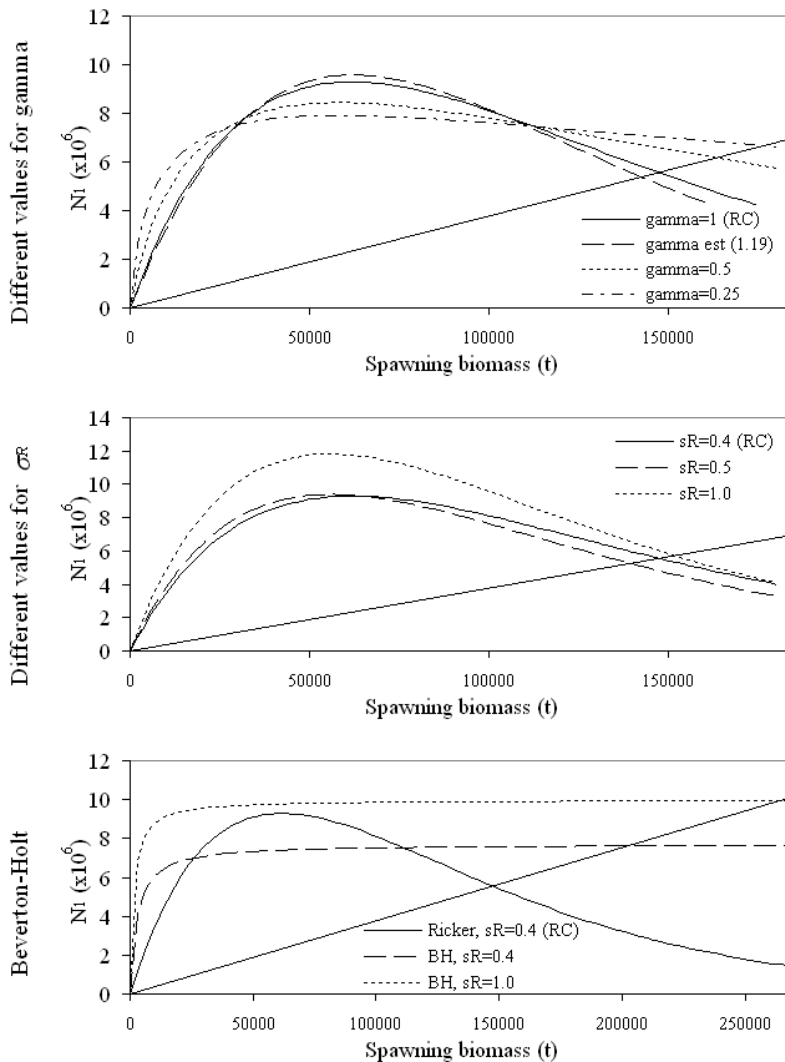 Different values for gamma
N1 (x10^6)
12
10
8
6
4
2
0
0 50000 100000 150000
Spawning biomass (t)
gamma=1 (RC)
gamma est (1.19)
gamma=0.5
gamma=0.25
Different values for σR
N1 (x10^6)
14
12
10
8
6
4
2
0
0 50000 100000 150000
Spawning biomass (t)
sR=0.4 (RC)
sR=0.5
sR=1.0
Beverton-Holt
N1 (x10^6)
12
10
8
6
4
2
0
0 50000 100000 150000 200000 250000
Spawning biomass (t)
Ricker, sR=0.4 (RC)
BH, sR=0.4
BH, sR=1.0